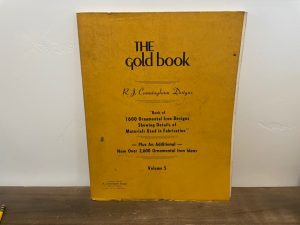 THE
gold book
R. J. Cunningham Designs
"Book of
1600 Ornamental Iron Designs
Showing Details of
Materials Used in Fabrication"
— Plus An Additional —
Now Over 2,600 Ornamental Iron Ideas
Volume 5